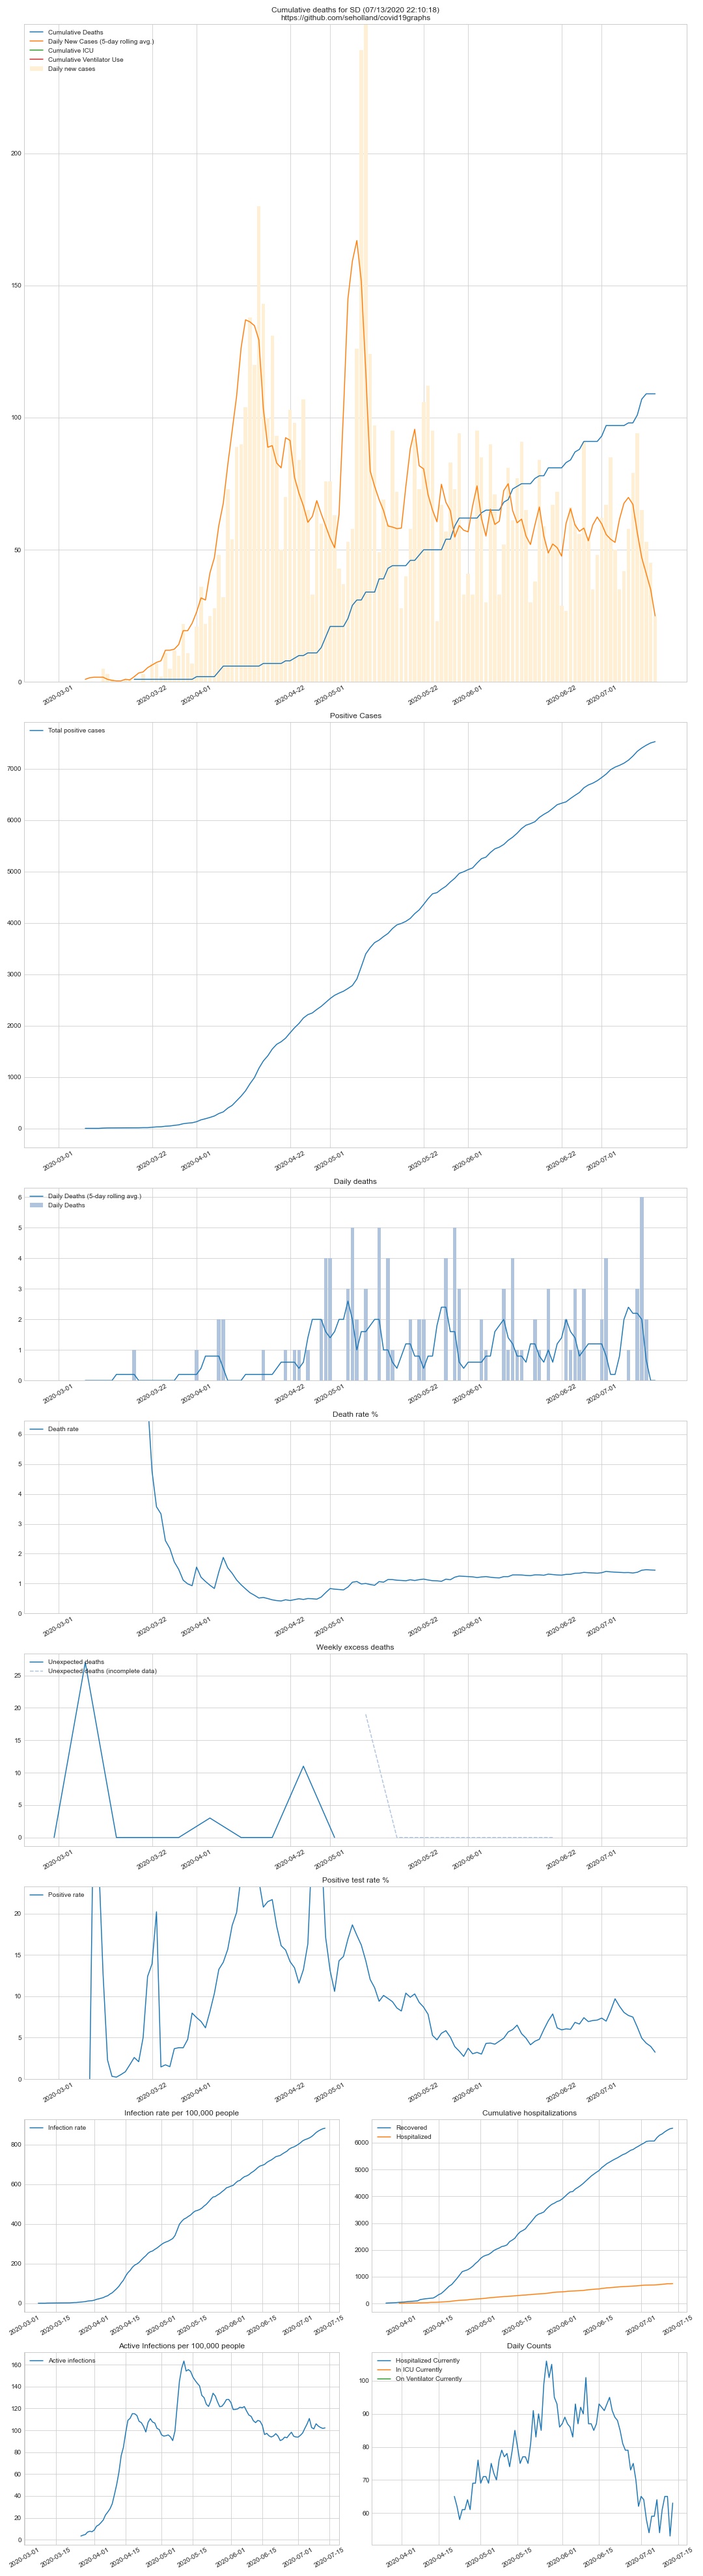 Cumulative deaths for SD (07/13/2020 22:10:18)
https://github.com/seholland/covid19graphs
Cumulative Deaths
Daily New Cases (5-day rolling avg.)
Cumulative ICU
Cumulative Ventilator Use
Daily new cases
200
150
100
50
0
2020-03-01 2020-03-22 2020-04-01 2020-04-22 2020-05-01 2020-05-22 2020-06-01 2020-06-22 2020-07-01
Positive Cases
Total positive cases
7000
6000
5000
4000
3000
2000
1000
0
2020-03-01 2020-03-22 2020-04-01 2020-04-22 2020-05-01 2020-05-22 2020-06-01 2020-06-22 2020-07-01
Daily deaths
Daily Deaths (5-day rolling avg.)
Daily Deaths
6
5
4
3
2
1
0
2020-03-01 2020-03-22 2020-04-01 2020-04-22 2020-05-01 2020-05-22 2020-06-01 2020-06-22 2020-07-01
Death rate %
Death rate
6
5
4
3
2
1
0
2020-03-01 2020-03-22 2020-04-01 2020-04-22 2020-05-01 2020-05-22 2020-06-01 2020-06-22 2020-07-01
Weekly excess deaths
Unexpected deaths
Unexpected deaths (incomplete data)
25
20
15
10
5
0
2020-03-01 2020-03-22 2020-04-01 2020-04-22 2020-05-01 2020-05-22 2020-06-01 2020-06-22 2020-07-01
Positive test rate %
Positive rate
20
15
10
5
0
2020-03-01 2020-03-22 2020-04-01 2020-04-22 2020-05-01 2020-05-22 2020-06-01 2020-06-22 2020-07-01
Infection rate per 100,000 people
Infection rate
800
600
400
200
0
2020-03-01 2020-03-15 2020-04-01 2020-04-15 2020-05-01 2020-05-15 2020-06-01 2020-06-15 2020-07-01 2020-07-15
Cumulative hospitalizations
Recovered
Hospitalized
6000
5000
4000
3000
2000
1000
0
2020-04-01 2020-04-15 2020-05-01 2020-05-15 2020-06-01 2020-06-15 2020-07-01 2020-07-15
Active Infections per 100,000 people
Active infections
160
140
120
100
80
60
40
20
0
2020-03-01 2020-03-15 2020-04-01 2020-04-15 2020-05-01 2020-05-15 2020-06-01 2020-06-15 2020-07-01 2020-07-15
Daily Counts
Hospitalized Currently
In ICU Currently
On Ventilator Currently
100
90
80
70
60
2020-04-01 2020-04-15 2020-05-01 2020-05-15 2020-06-01 2020-06-15 2020-07-01 2020-07-15